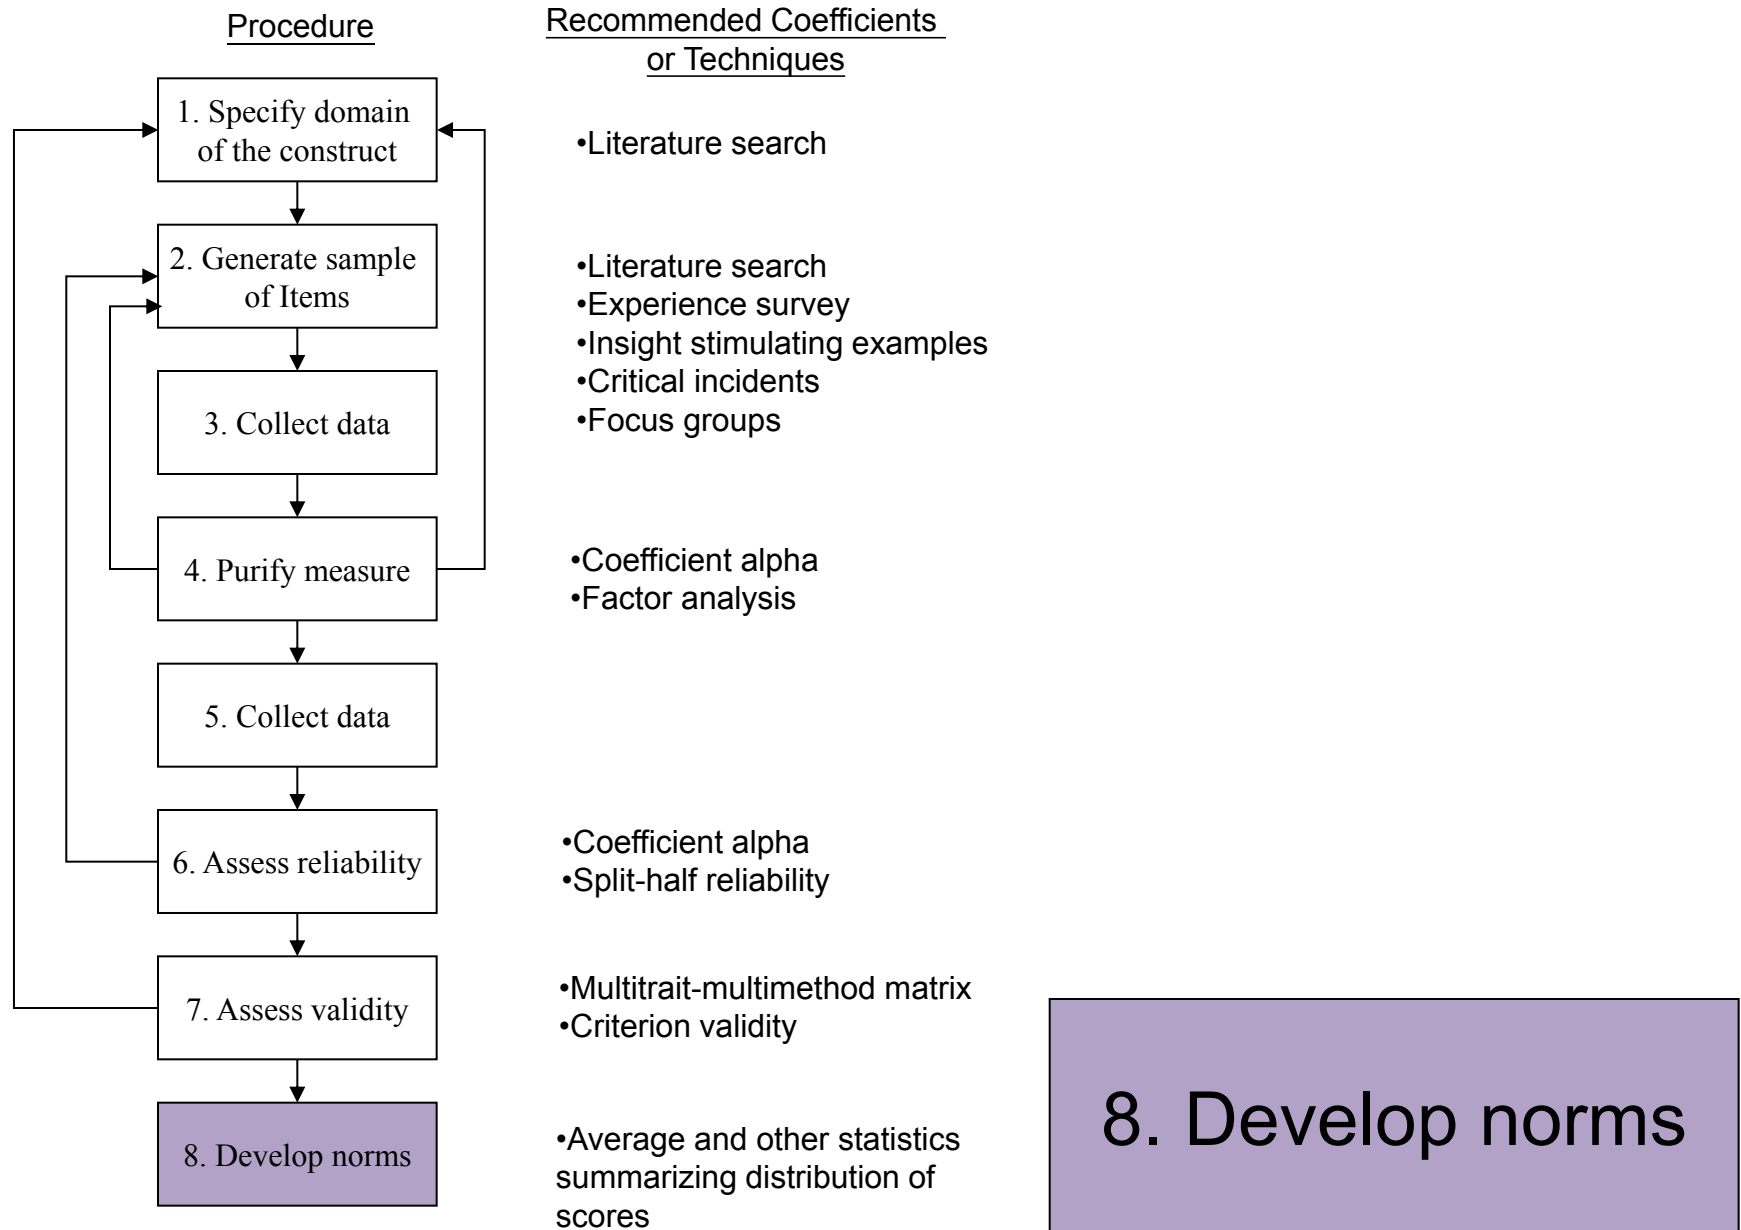 Procedure
Recommended Coefficients
or Techniques
1. Specify domain
of the construct
•Literature search
2. Generate sample
of Items
•Literature search
•Experience survey
•Insight stimulating examples
•Critical incidents
•Focus groups
3. Collect data
4. Purify measure
•Coefficient alpha
•Factor analysis
5. Collect data
6. Assess reliability
•Coefficient alpha
•Split-half reliability
7. Assess validity
•Multitrait-multimethod matrix
•Criterion validity
8. Develop norms
•Average and other statistics
summarizing distribution of
scores
8. Develop norms